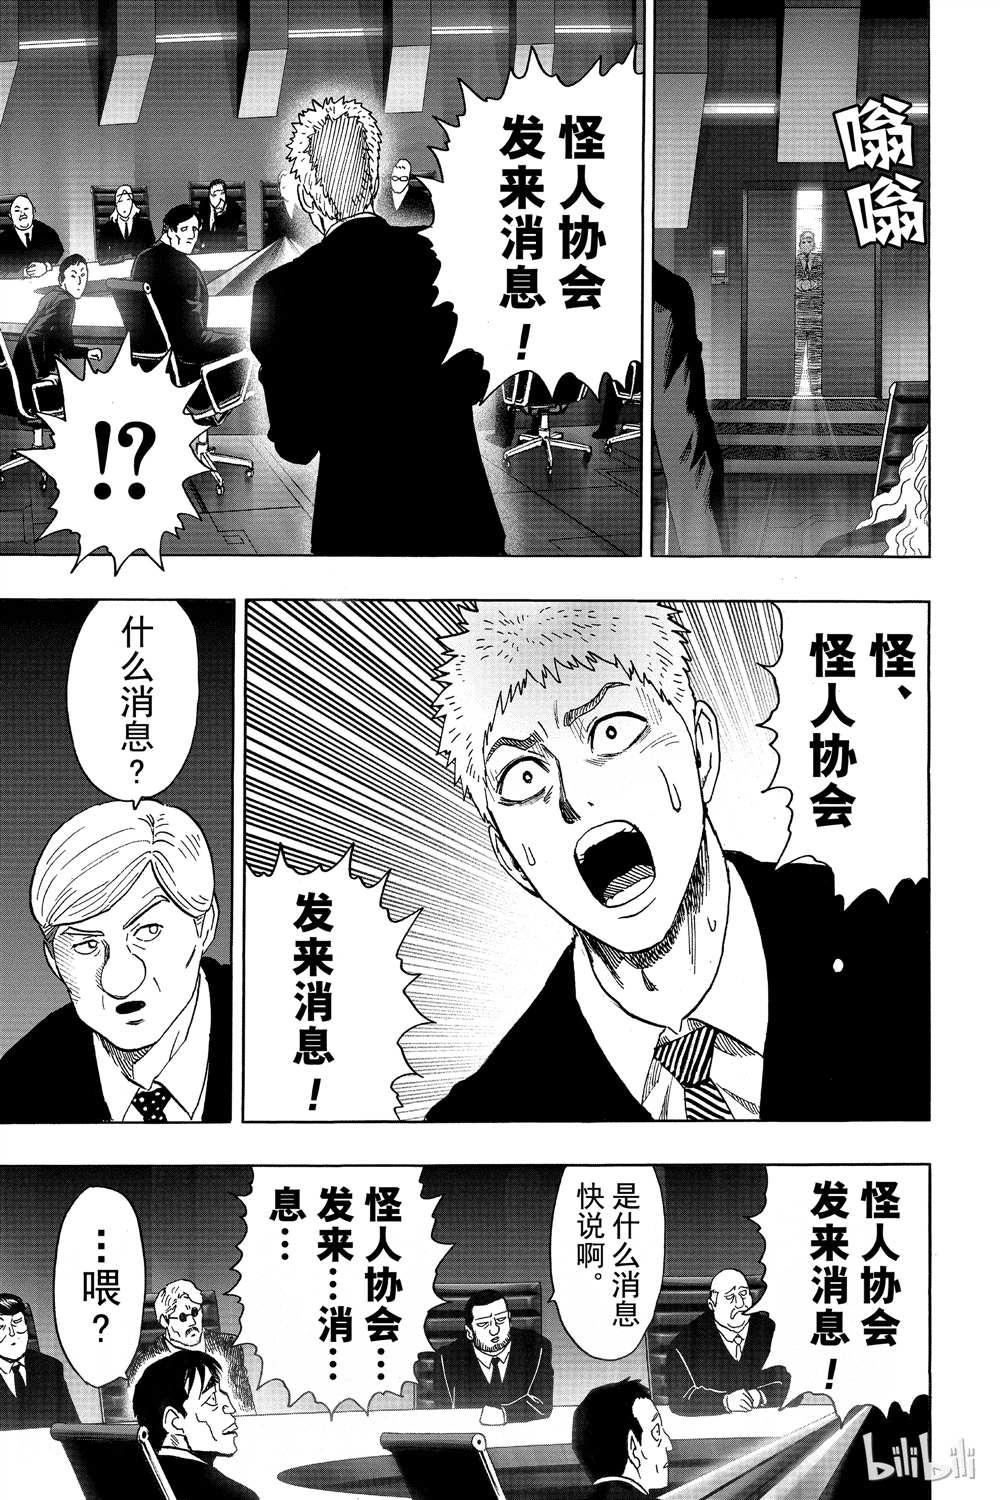 嗡
嗡
怪人协会
发来消息！
!?
怪、
怪人协会
发来消息！
什么消息？
怪人协会
发来消息！
是什么消息
快说啊。
怪人协会…
发来…消…
息…
…喂？
bilibili